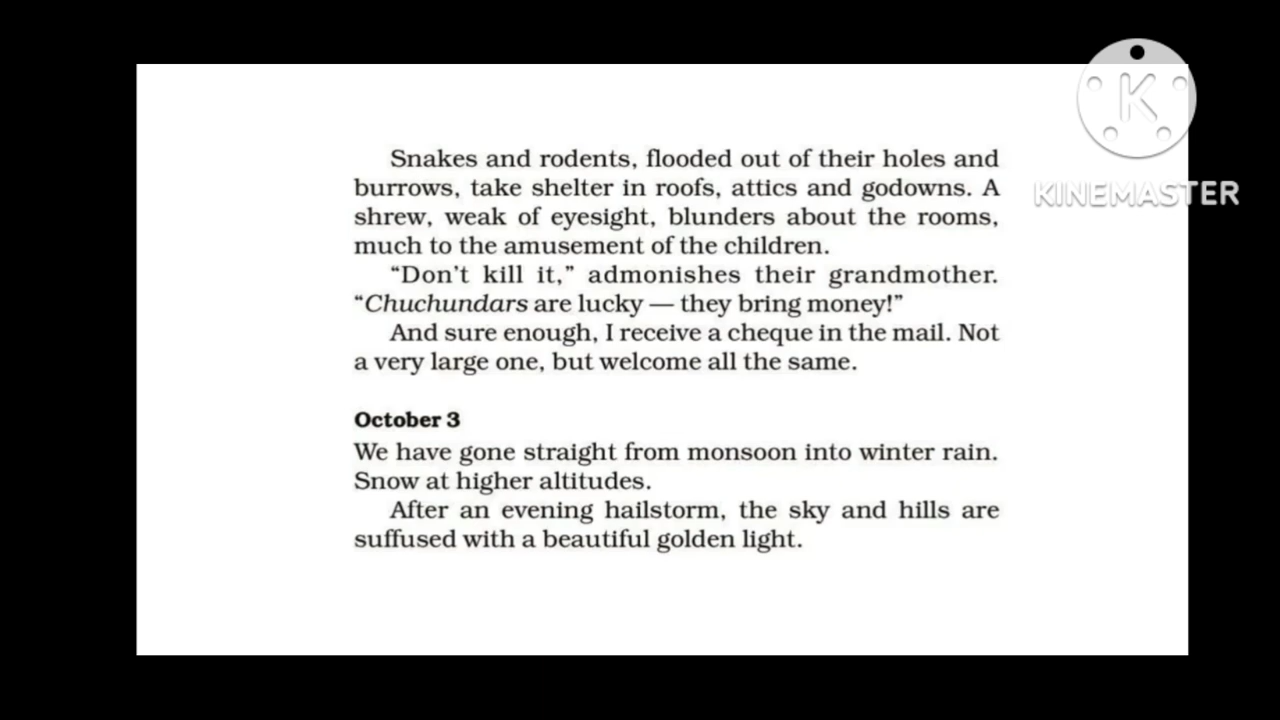 K
KINEMASTER
Snakes and rodents, flooded out of their holes and
burrows, take shelter in roofs, attics and godowns. A
shrew, weak of eyesight, blunders about the rooms,
much to the amusement of the children.
“Don’t kill it,” admonishes their grandmother.
“Chuchundars are lucky — they bring money!”
And sure enough, I receive a cheque in the mail. Not
a very large one, but welcome all the same.
October 3
We have gone straight from monsoon into winter rain.
Snow at higher altitudes.
After an evening hailstorm, the sky and hills are
suffused with a beautiful golden light.